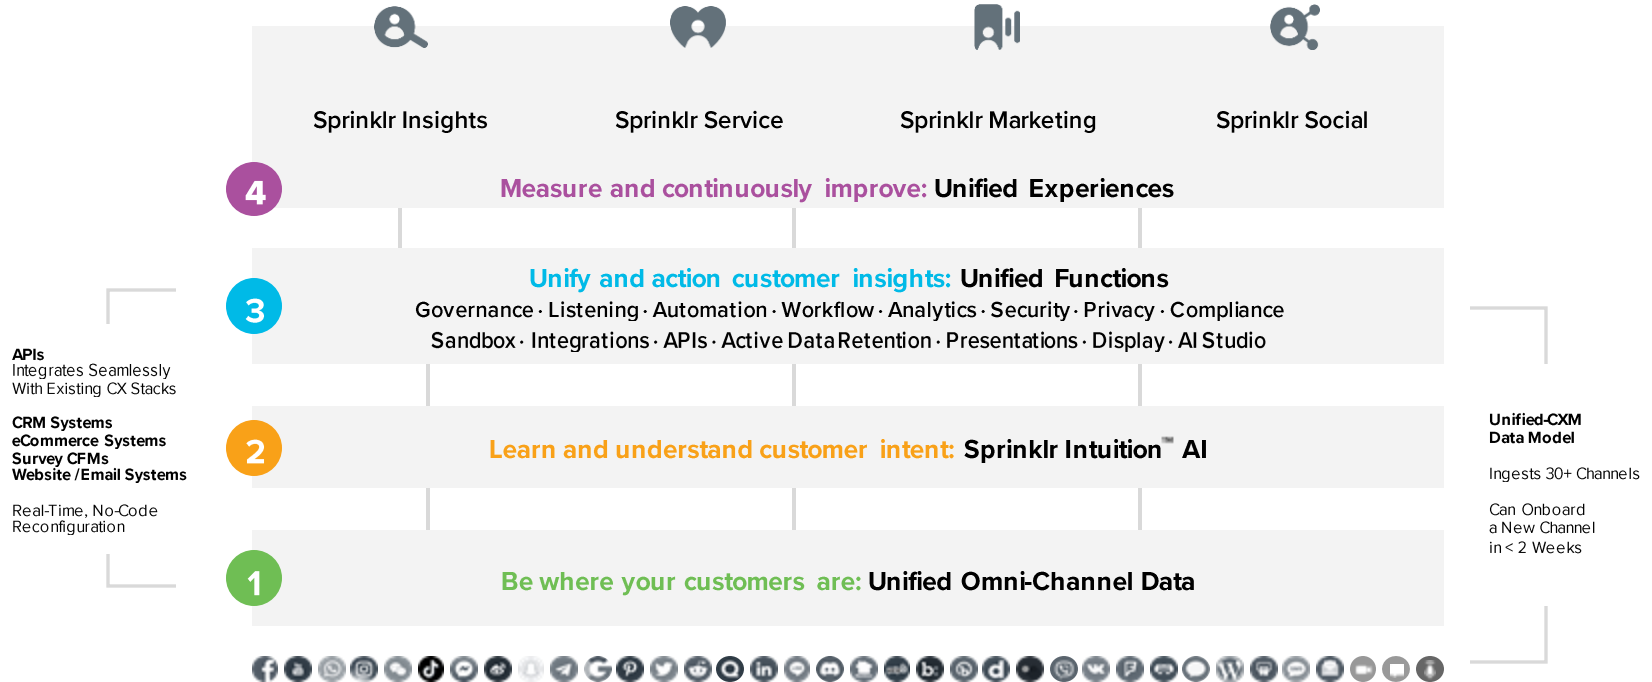 Sprinklr Insights
Sprinklr Service
Sprinklr Marketing
Sprinklr Social
4
Measure and continuously improve: Unified Experiences
3
Unify and action customer insights: Unified Functions
Governance · Listening · Automation · Workflow · Analytics · Security · Privacy · Compliance
Sandbox · Integrations · APIs · Active Data Retention · Presentations · Display · AI Studio
2
Learn and understand customer intent: Sprinklr Intuition™ AI
1
Be where your customers are: Unified Omni-Channel Data
APIs
Integrates Seamlessly
With Existing CX Stacks
CRM Systems
eCommerce Systems
Survey CFMs
Website / Email Systems
Real-Time, No-Code
Reconfiguration
Unified-CXM
Data Model
Ingests 30+ Channels
Can Onboard
a New Channel
in < 2 Weeks